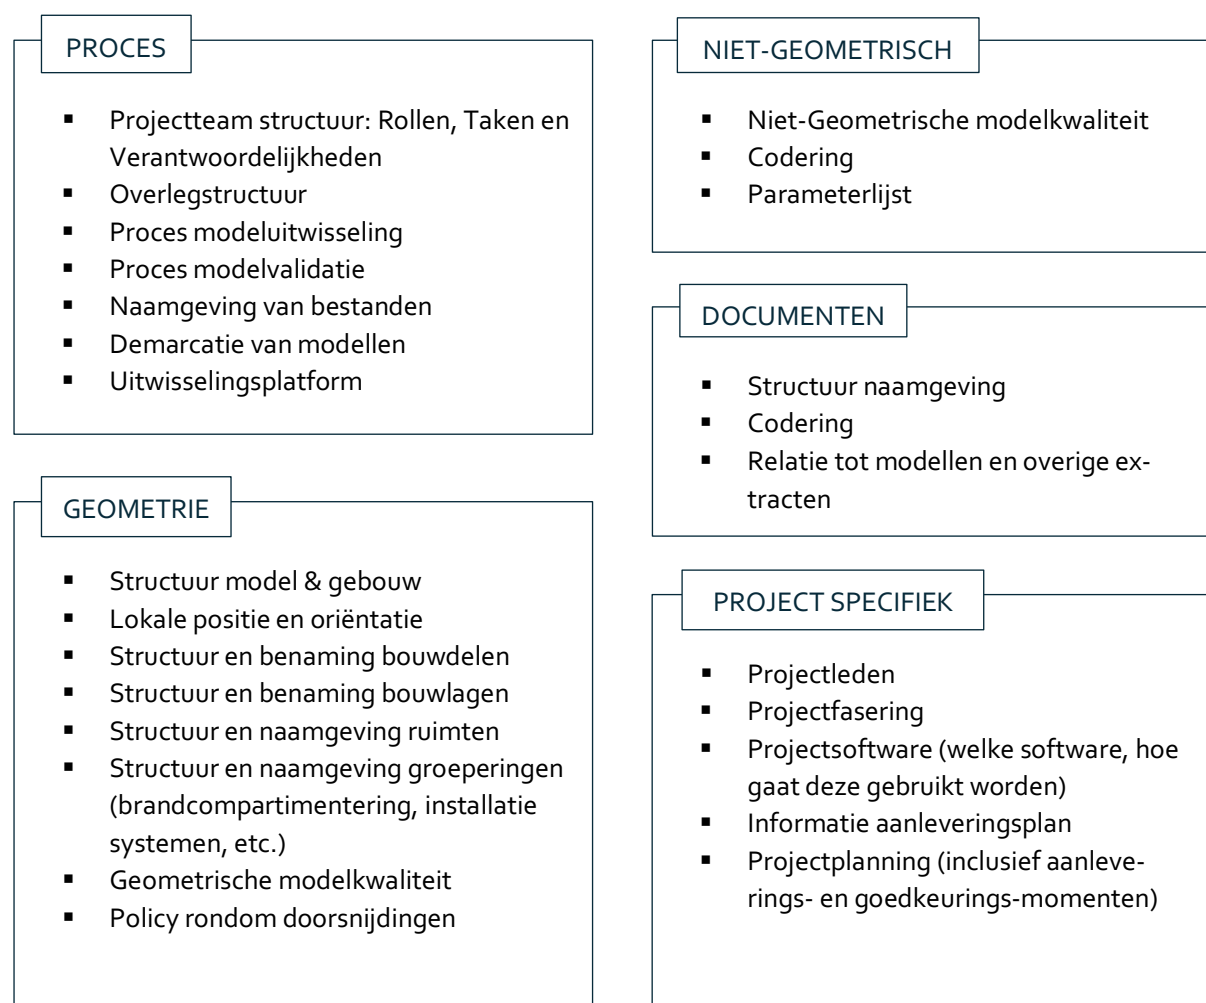 PROCES
▪ Projectteam structuur: Rollen, Taken en
Verantwoordelijkheden
▪ Overlegstructuur
▪ Proces modeluitwisseling
▪ Proces modelvalidatie
▪ Naamgeving van bestanden
▪ Demarcatie van modellen
▪ Uitwisselingsplatform
GEOMETRIE
▪ Structuur model & gebouw
▪ Lokale positie en oriëntatie
▪ Structuur en benaming bouwdelen
▪ Structuur en benaming bouwlagen
▪ Structuur en naamgeving ruimten
▪ Structuur en naamgeving groeperingen
(brandcompartimentering, installatie
systemen, etc.)
▪ Geometrische modelkwaliteit
▪ Policy rondom doorsnijdingen
NIET-GEOMETRISCH
▪ Niet-Geometrische modelkwaliteit
▪ Codering
▪ Parameterlijst
DOCUMENTEN
▪ Structuur naamgeving
▪ Codering
▪ Relatie tot modellen en overige ex-
tracten
PROJECT SPECIFIEK
▪ Projectleden
▪ Projectfasering
▪ Projectsoftware (welke software, hoe
gaat deze gebruikt worden)
▪ Informatie aanleveringsplan
▪ Projectplanning (inclusief aanleve-
rings- en goedkeurings-momenten)